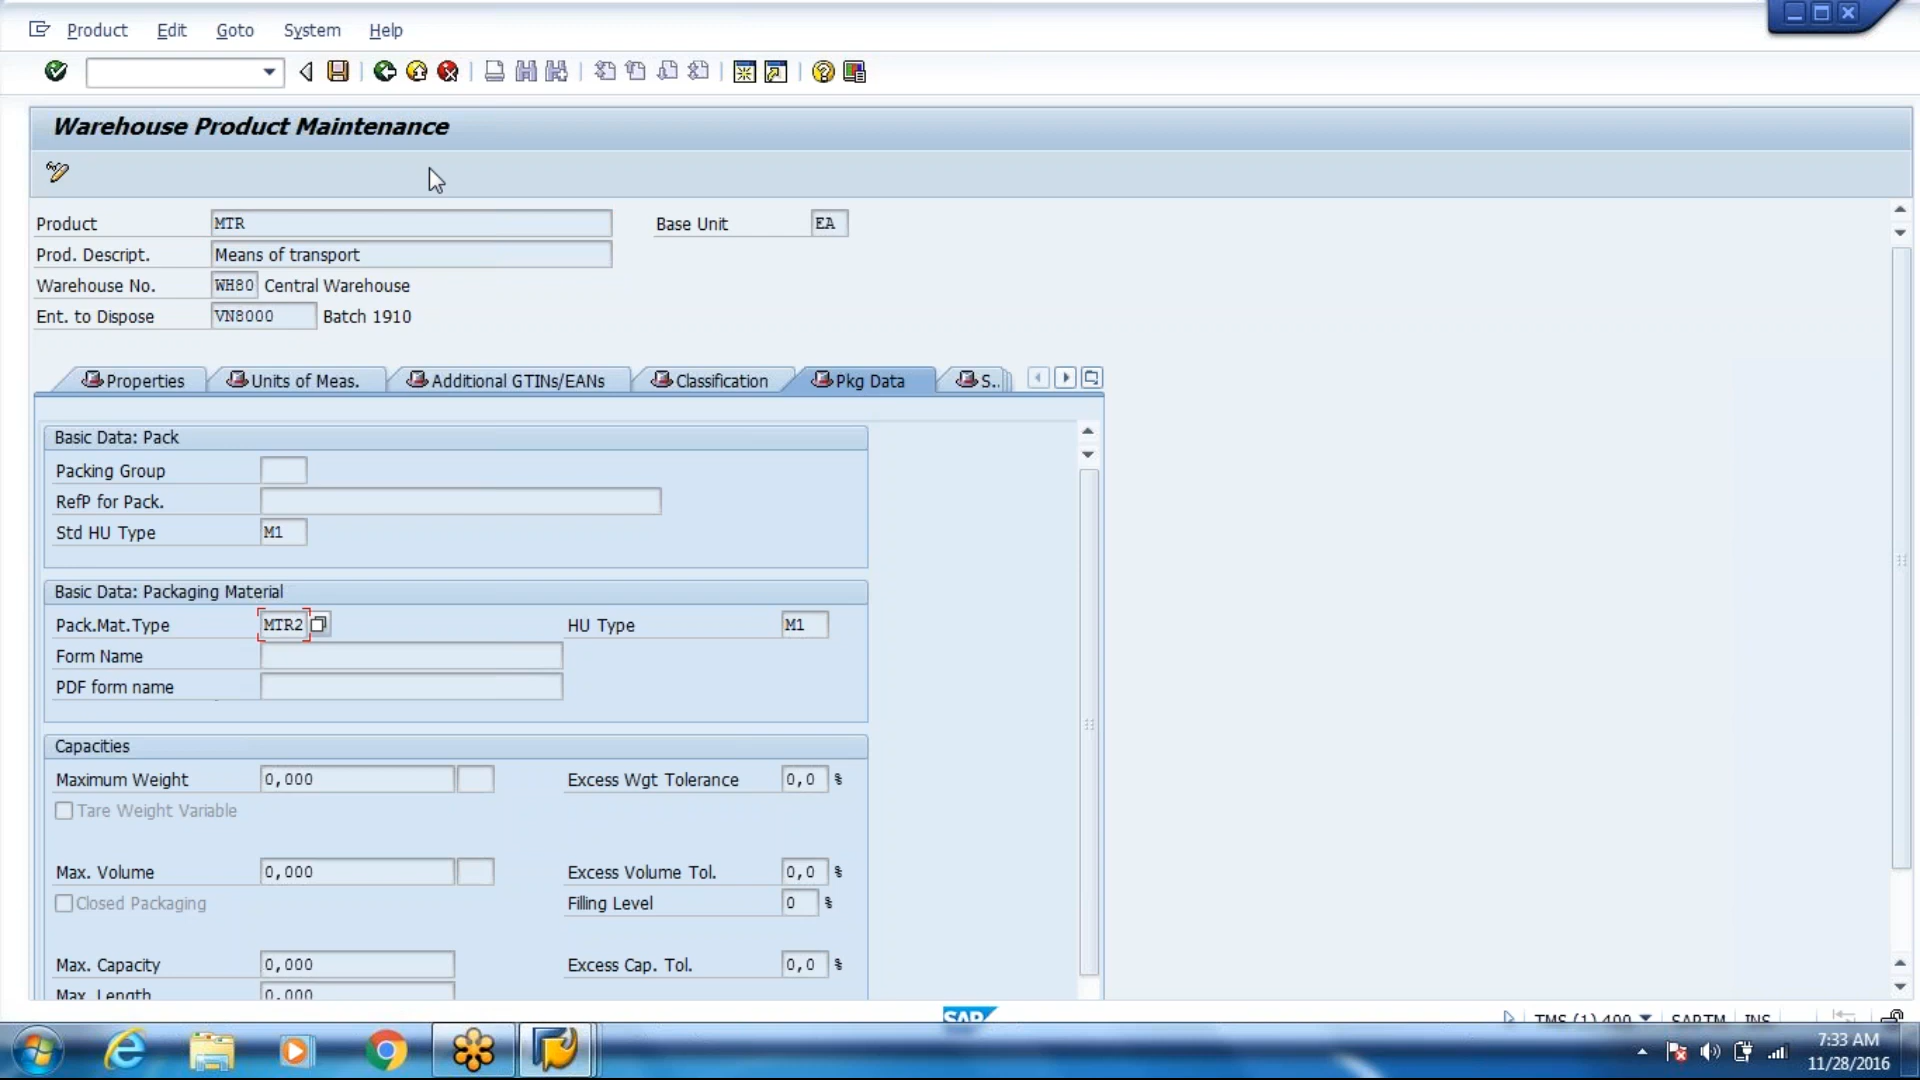 Product Edit Goto System Help
Warehouse Product Maintenance
Product MTR Base Unit EA
Prod. Descript. Means of transport
Warehouse No. WH80 Central Warehouse
Ent. to Dispose VN8000 Batch 1910
Properties Units of Meas. Additional GTINs/EANs Classification Pkg Data S..
Basic Data: Pack
Packing Group
RefP for Pack.
Std HU Type M1
Basic Data: Packaging Material
Pack.Mat.Type MTR2 HU Type M1
Form Name
PDF form name
Capacities
Maximum Weight 0,000 Excess Wgt Tolerance 0,0 %
Tare Weight Variable
Max. Volume 0,000 Excess Volume Tol. 0,0 %
Closed Packaging Filling Level 0 %
Max. Capacity 0,000 Excess Cap. Tol. 0,0 %
Max. Length 0,000
SAP TMS (1) 400 SAPTM INS
7:33 AM
11/28/2016